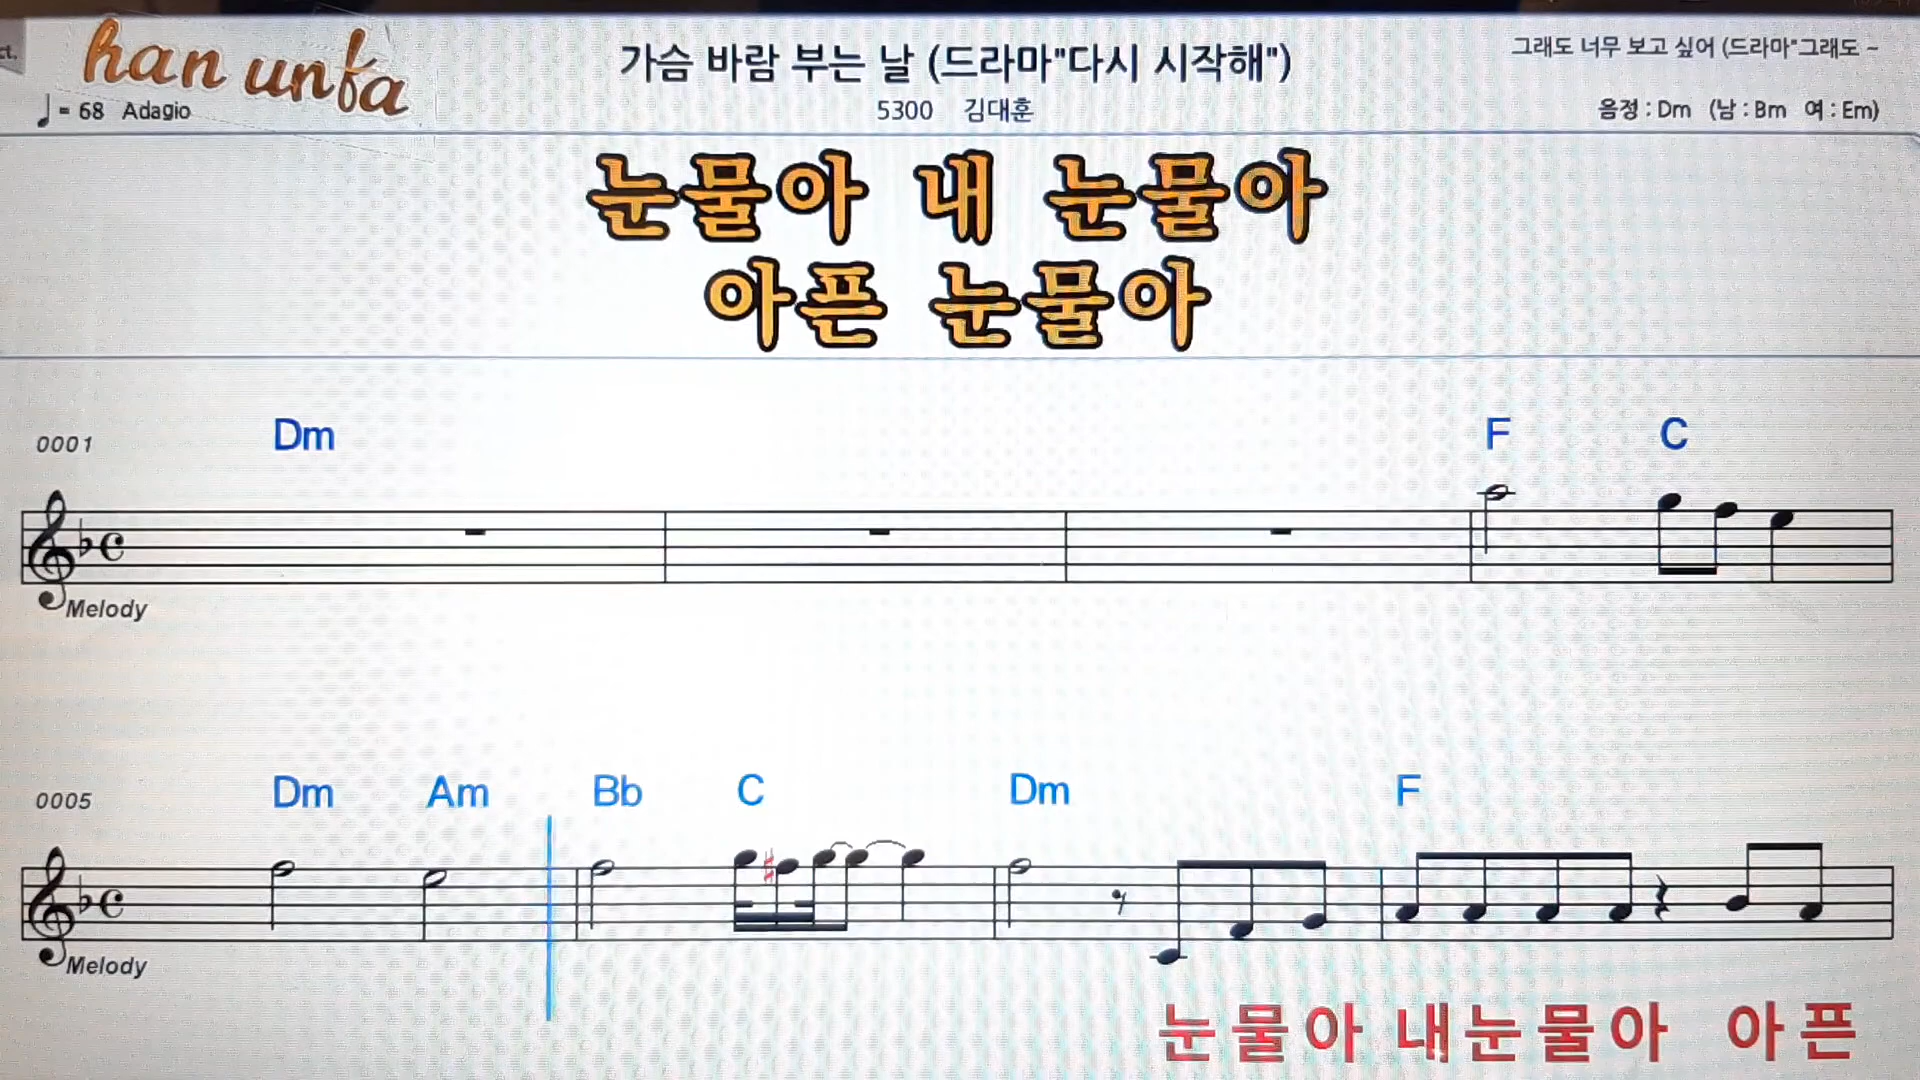 ct.
han unfa
가슴 바람 부는 날 (드라마"다시 시작해")
그래도 너무 보고 싶어 (드라마"그래도 ~
♩ = 68 Adagio
5300 김대훈
음정 : Dm (남 : Bm 여 : Em)
눈물아 내 눈물아
아픈 눈물아
0001 Dm F C
Melody
0005 Dm Am Bb C Dm F
Melody
눈물아 내눈물아 아픈